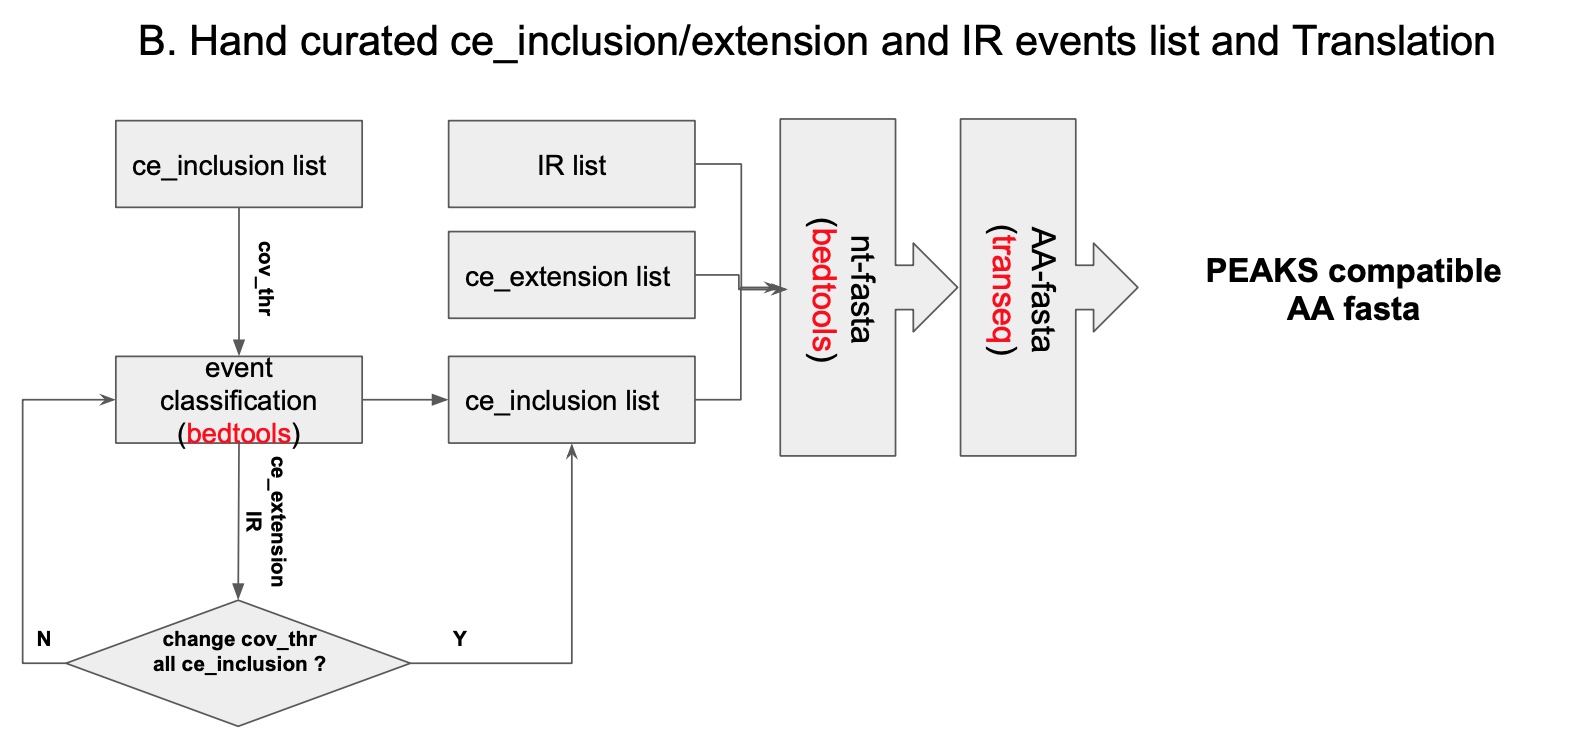 B. Hand curated ce_inclusion/extension and IR events list and Translation
ce_inclusion list
cov_thr
event
classification
(bedtools)
ce_extension
IR
change cov_thr
all ce_inclusion ?
N
Y
IR list
ce_extension list
ce_inclusion list
nt-fasta
(bedtools)
AA-fasta
(transeq)
PEAKS compatible
AA fasta